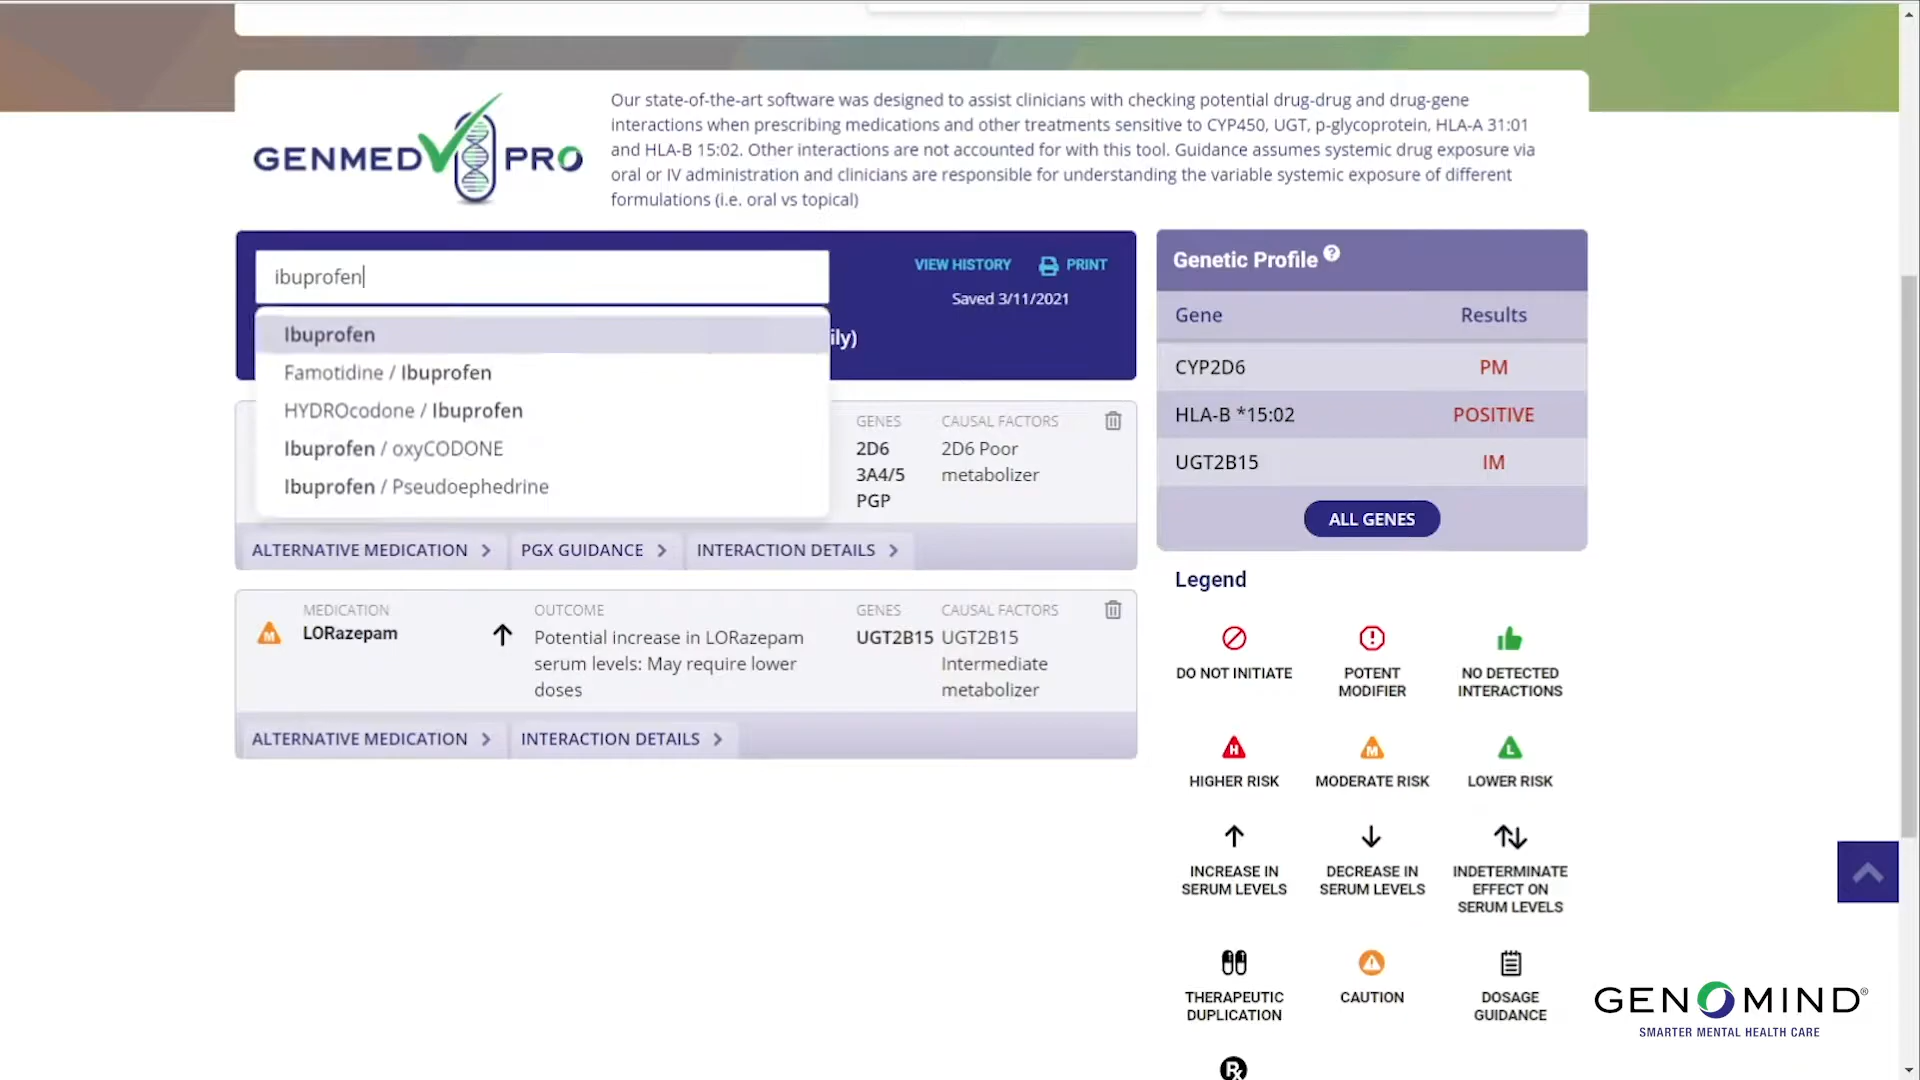 GENMED PRO
Our state-of-the-art software was designed to assist clinicians with checking potential drug-drug and drug-gene
interactions when prescribing medications and other treatments sensitive to CYP450, UGT, p-glycoprotein, HLA-A 31:01
and HLA-B 15:02. Other interactions are not accounted for with this tool. Guidance assumes systemic drug exposure via
oral or IV administration and clinicians are responsible for understanding the variable systemic exposure of different
formulations (i.e. oral vs topical)
ibuprofen
VIEW HISTORY
PRINT
Saved 3/11/2021
ily)
Ibuprofen
Famotidine / Ibuprofen
HYDROcodone / Ibuprofen
Ibuprofen / oxyCODONE
Ibuprofen / Pseudoephedrine
GENES
2D6
3A4/5
PGP
CAUSAL FACTORS
2D6 Poor
metabolizer
ALTERNATIVE MEDICATION
PGX GUIDANCE
INTERACTION DETAILS
M
MEDICATION
LORazepam
OUTCOME
Potential increase in LORazepam
serum levels: May require lower
doses
GENES
UGT2B15
CAUSAL FACTORS
UGT2B15
Intermediate
metabolizer
ALTERNATIVE MEDICATION
INTERACTION DETAILS
Genetic Profile ?
Gene Results
CYP2D6 PM
HLA-B *15:02 POSITIVE
UGT2B15 IM
ALL GENES
Legend
DO NOT INITIATE
POTENT
MODIFIER
NO DETECTED
INTERACTIONS
H
HIGHER RISK
M
MODERATE RISK
L
LOWER RISK
INCREASE IN
SERUM LEVELS
DECREASE IN
SERUM LEVELS
INDETERMINATE
EFFECT ON
SERUM LEVELS
THERAPEUTIC
DUPLICATION
CAUTION
DOSAGE
GUIDANCE
Rx
GENOMIND®
SMARTER MENTAL HEALTH CARE